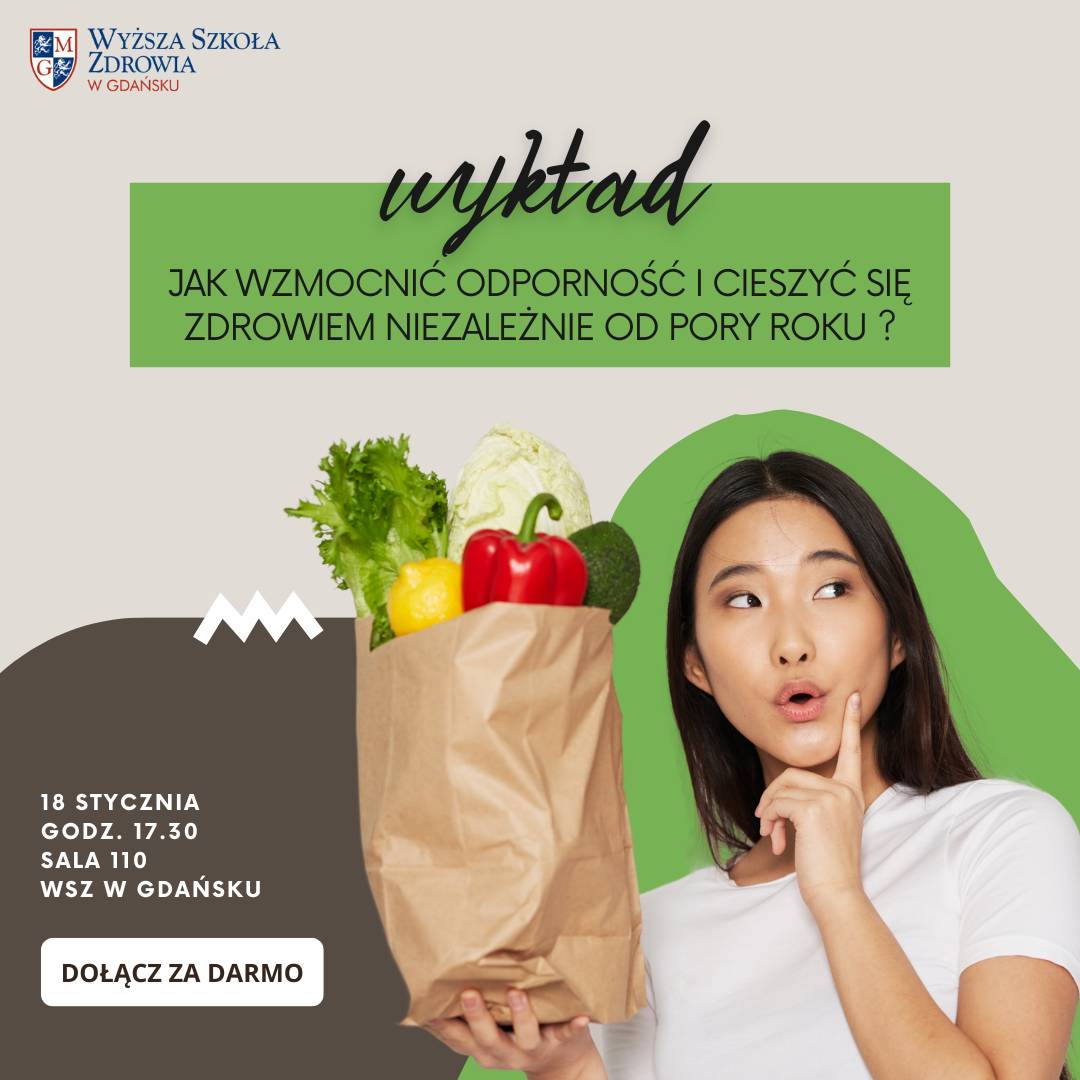 M
G
WYŻSZA SZKOŁA
ZDROWIA
W GDAŃSKU
wykład
JAK WZMOCNIĆ ODPORNOŚĆ I CIESZYĆ SIĘ
ZDROWIEM NIEZALEŻNIE OD PORY ROKU ?
18 STYCZNIA
GODZ. 17.30
SALA 110
WSZ W GDAŃSKU
DOŁĄCZ ZA DARMO